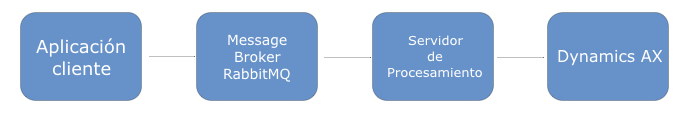 Aplicación
cliente
Message
Broker
RabbitMQ
Servidor
de
Procesamiento
Dynamics AX